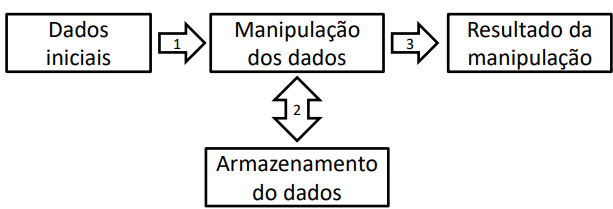 Dados
iniciais
1
Manipulação
dos dados
3
Resultado da
manipulação
2
Armazenamento
do dados